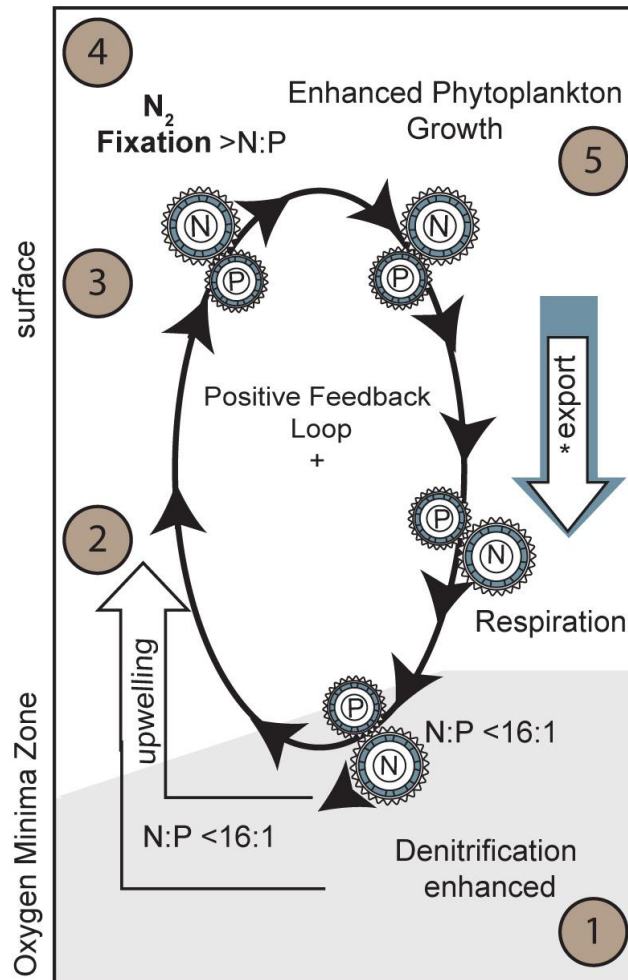 4
N₂
Fixation >N:P
Enhanced Phytoplankton
Growth
5
N
P
N
P
surface
3
Positive Feedback
Loop
+
*export
2
P
N
Respiration
upwelling
P
N
N:P <16:1
N:P <16:1
Denitrification
enhanced
Oxygen Minima Zone
1